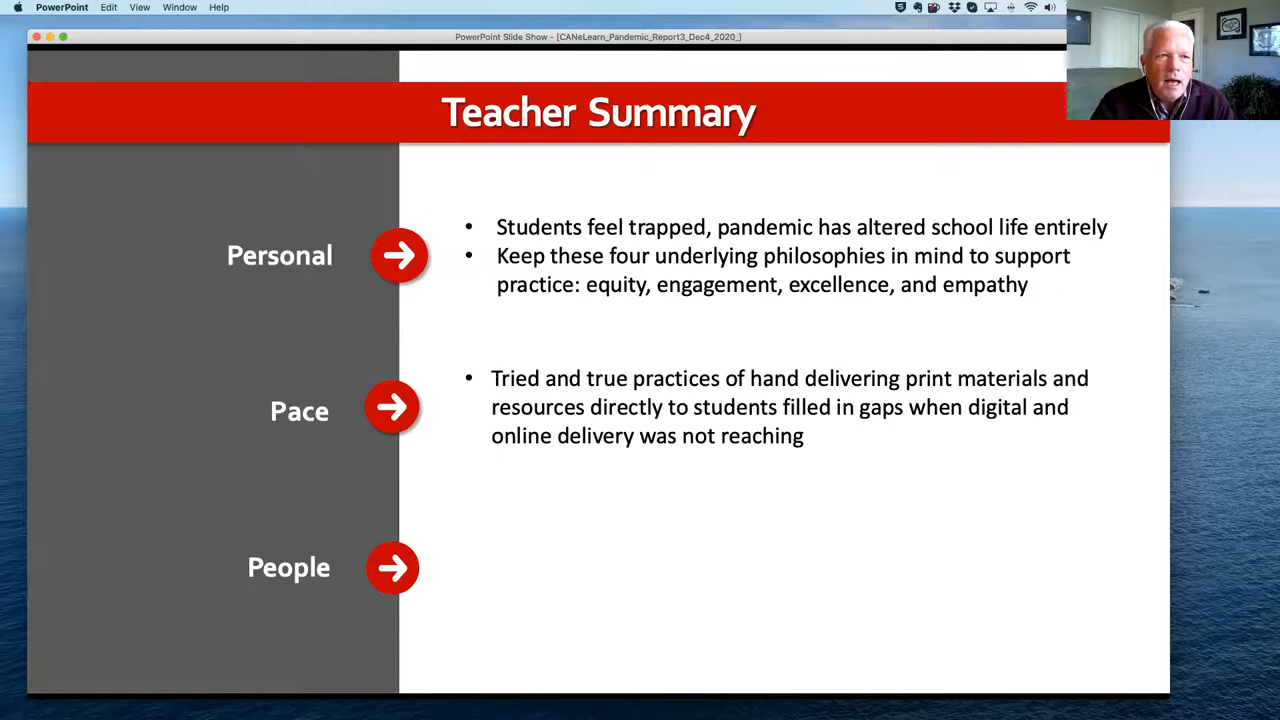 PowerPoint Edit View Window Help
PowerPoint Slide Show - [CANeLearn_Pandemic_Report3_Dec4_2020_]
Teacher Summary
Personal
• Students feel trapped, pandemic has altered school life entirely
• Keep these four underlying philosophies in mind to support
practice: equity, engagement, excellence, and empathy
Pace
• Tried and true practices of hand delivering print materials and
resources directly to students filled in gaps when digital and
online delivery was not reaching
People